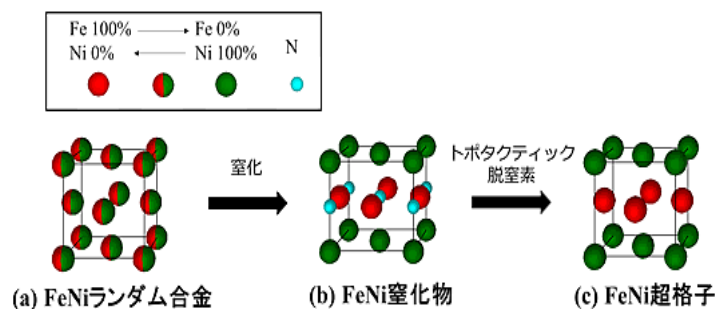 Fe 100% Fe 0%
Ni 0% Ni 100% N
窒化
トポタクティック
脱窒素
(a) FeNiランダム合金 (b) FeNi窒化物 (c) FeNi超格子